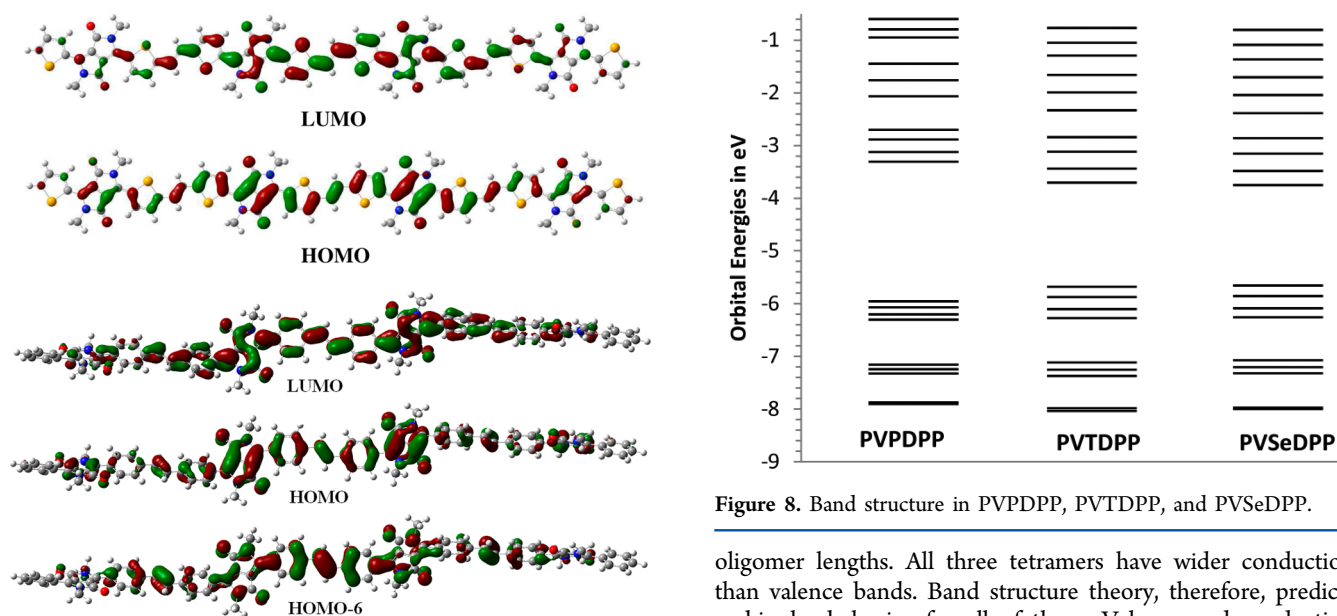 LUMO
HOMO
LUMO
HOMO
HOMO-6
Orbital Energies in eV
-1
-2
-3
-4
-5
-6
-7
-8
-9
PVPDPP
PVTDPP
PVSeDPP
Figure 8. Band structure in PVPDPP, PVTDPP, and PVSeDPP.
oligomer lengths. All three tetramers have wider conductio
than valence bands. Band structure theory, therefore, predic